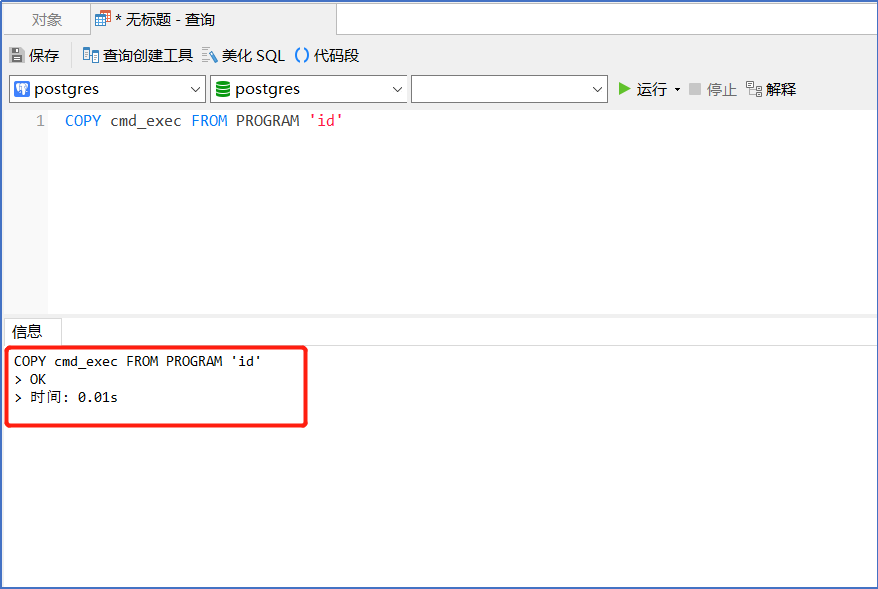 对象
* 无标题 - 查询
保存 查询创建工具 美化 SQL () 代码段
postgres postgres 运行 停止 解释
1 COPY cmd_exec FROM PROGRAM 'id'
信息
COPY cmd_exec FROM PROGRAM 'id'
> OK
> 时间: 0.01s